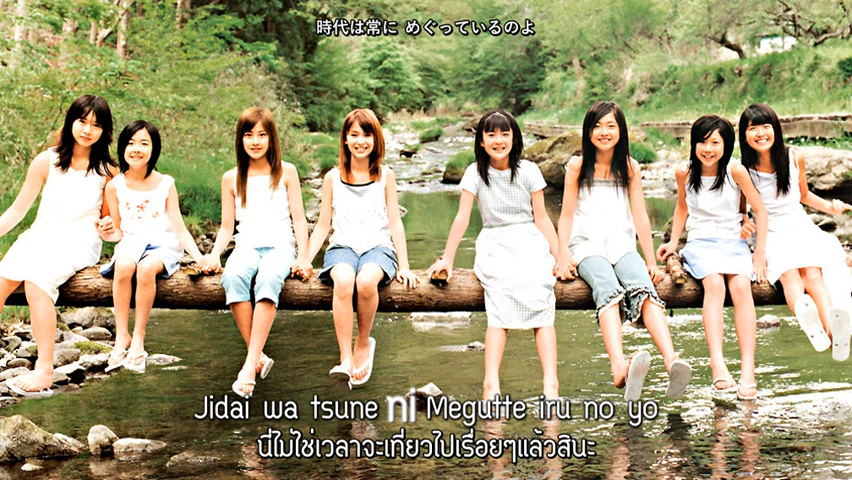 時代は常に めぐっているのよ
Jidai wa tsune ni Megutte iru no yo
นี่ไม่ใช่เวลาจะเที่ยวไปเรื่อยๆแล้วสินะ